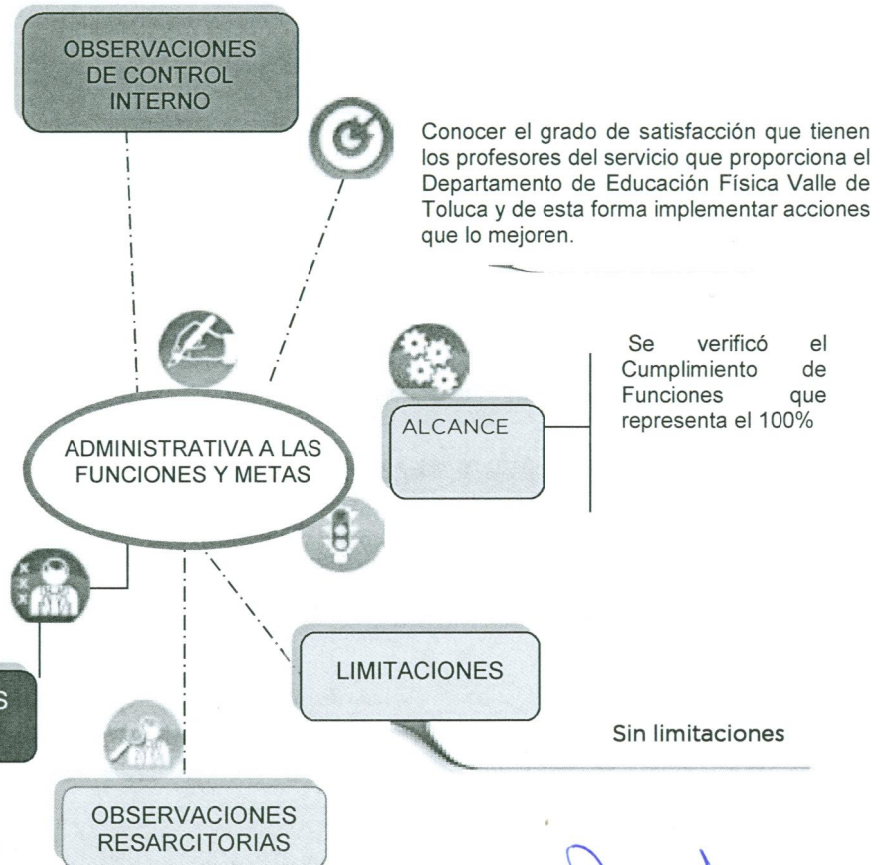 OBSERVACIONES
DE CONTROL
INTERNO
Conocer el grado de satisfacción que tienen
los profesores del servicio que proporciona el
Departamento de Educación Física Valle de
Toluca y de esta forma implementar acciones
que lo mejoren.
Se verificó el
Cumplimiento de
Funciones que
representa el 100%
ALCANCE
ADMINISTRATIVA A LAS
FUNCIONES Y METAS
LIMITACIONES
S
Sin limitaciones
OBSERVACIONES
RESARCITORIAS